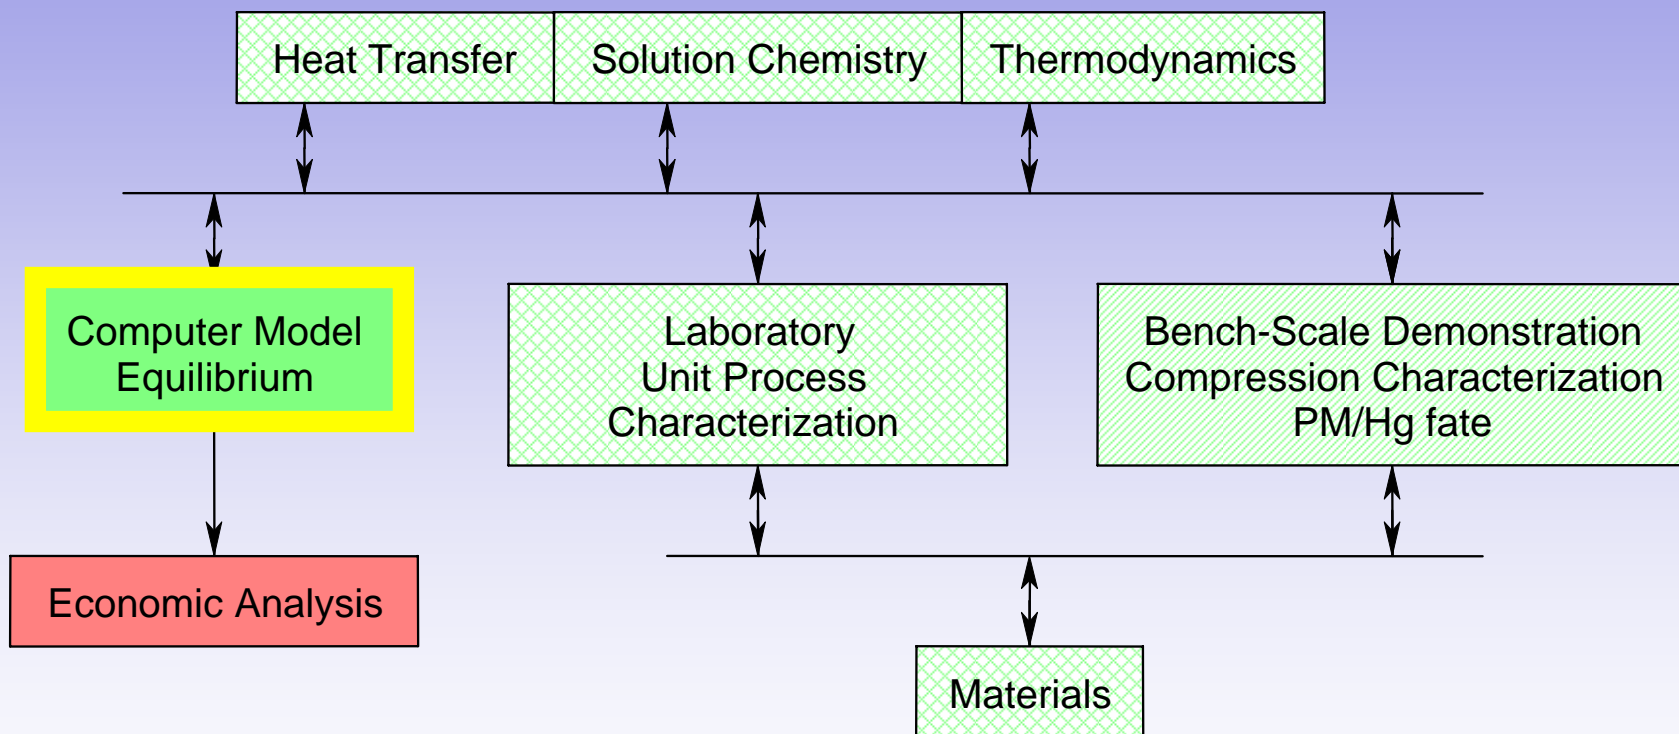 Heat Transfer
Solution Chemistry
Thermodynamics
Computer Model
Equilibrium
Laboratory
Unit Process
Characterization
Bench-Scale Demonstration
Compression Characterization
PM/Hg fate
Economic Analysis
Materials